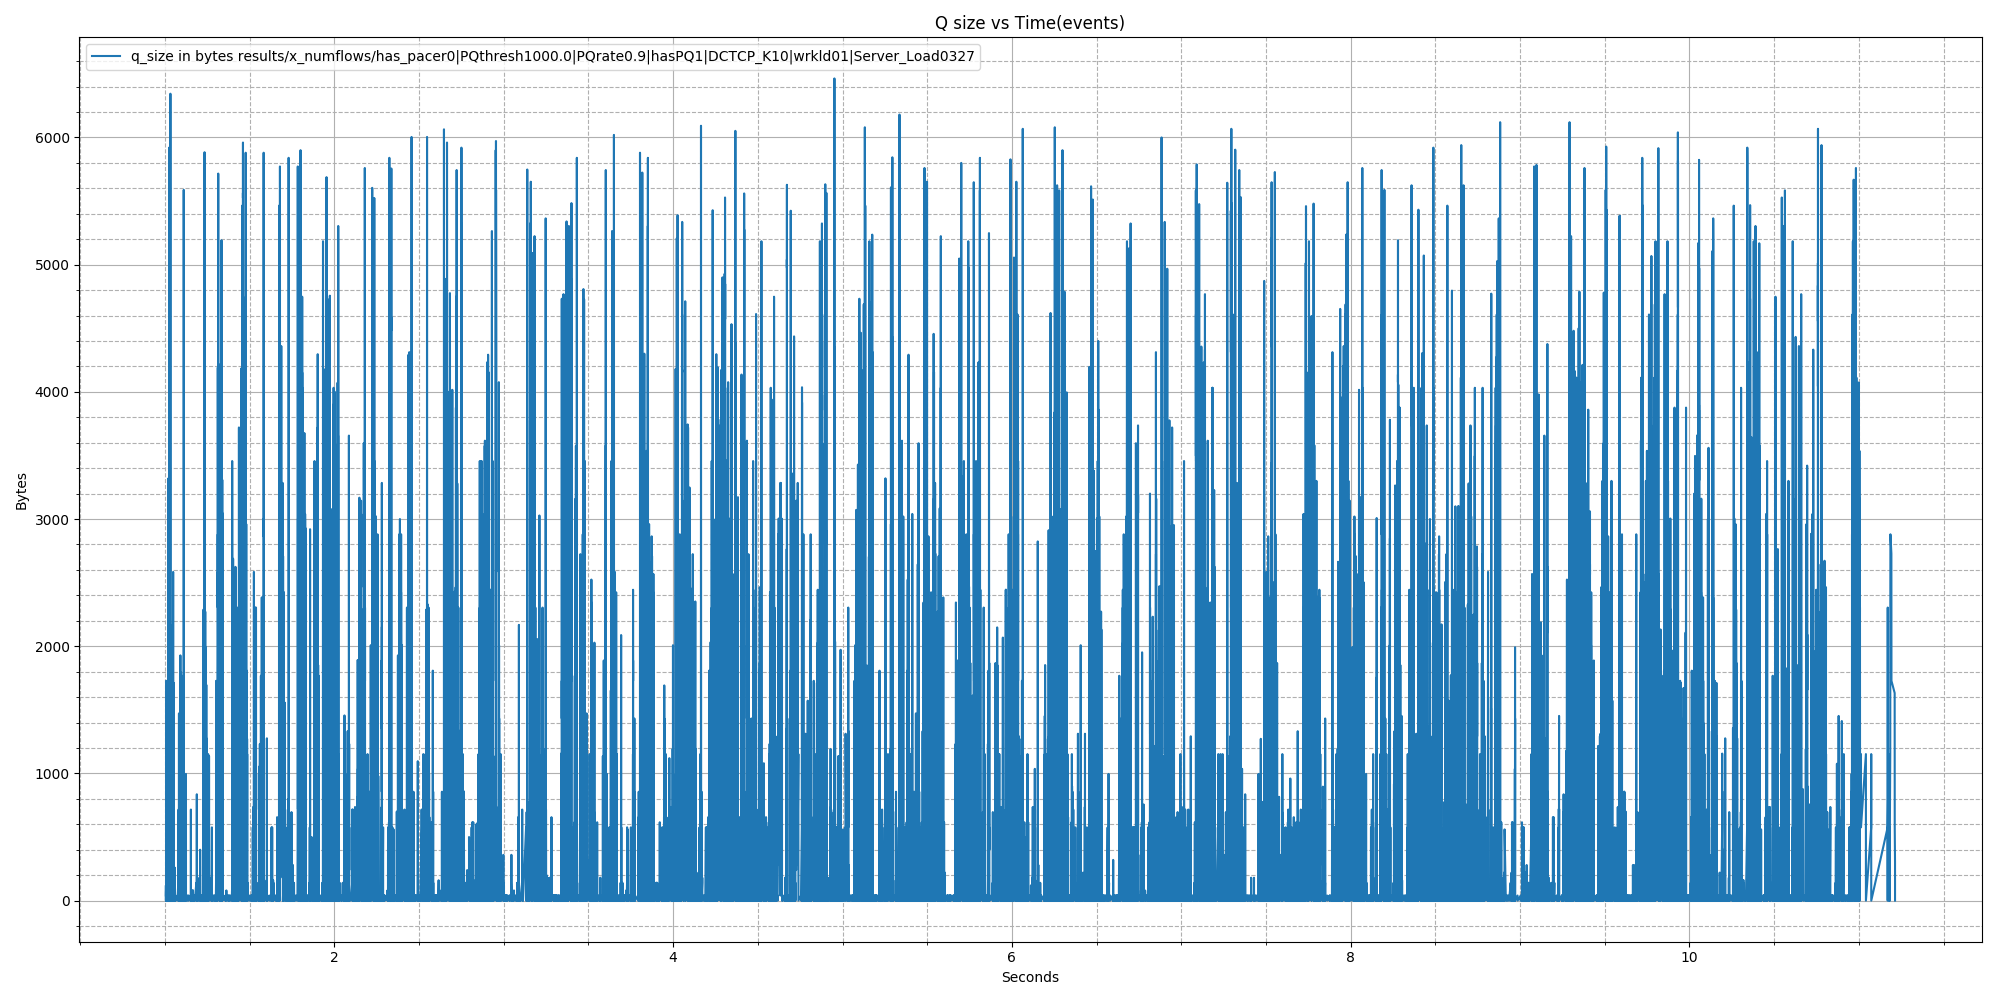 Q size vs Time(events)
q_size in bytes results/x_numflows/has_pacer0|PQthresh1000.0|PQrate0.9|hasPQ1|DCTCP_K10|wrkld01|Server_Load0327
6000
5000
4000
3000
2000
1000
0
Bytes
2 4 6 8 10
Seconds